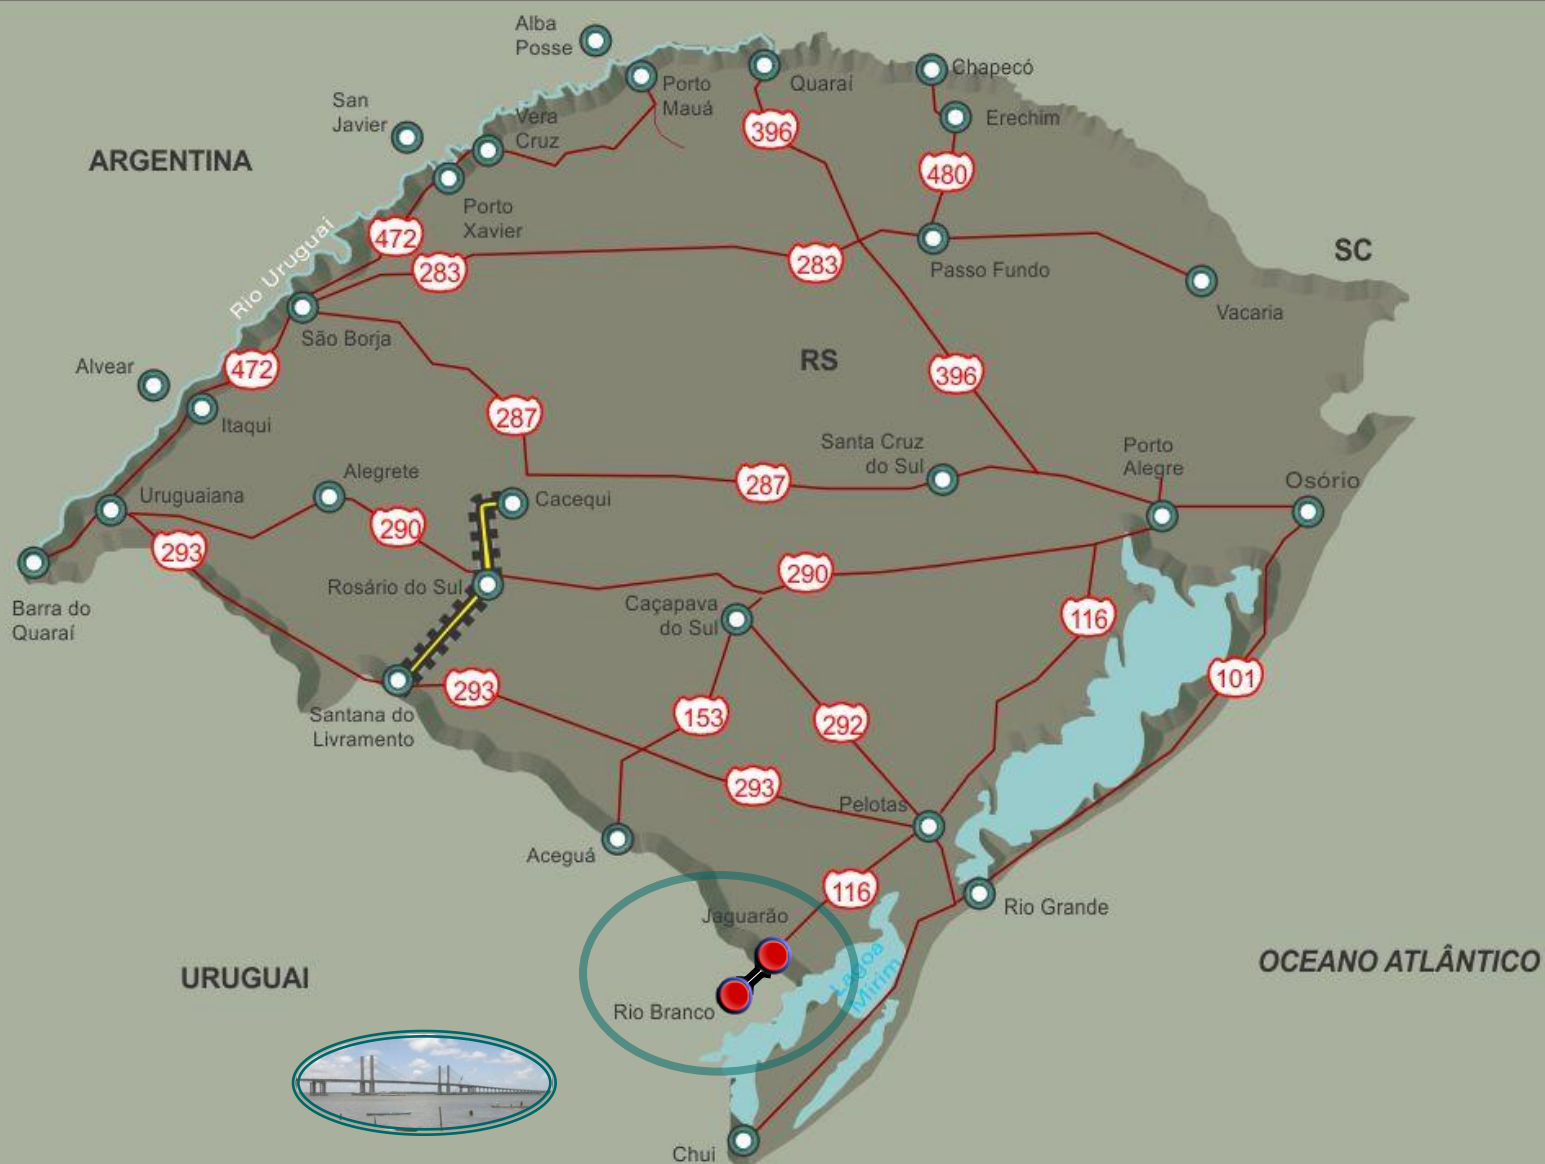 Alba
Posse
Chapecó
Porto
Mauá
Quaraí
San
Javier
Vera
Cruz
Erechim
396
ARGENTINA
480
Porto
Xavier
472
SC
283
283
Passo Fundo
Rio Uruguai
Vacaria
São Borja
RS
Alvear
472
396
Itaqui
287
Santa Cruz
do Sul
Porto
Alegre
Alegrete
Osório
287
Uruguaiana
Cacequi
290
293
290
Rosário do Sul
Barra do
Quaraí
Caçapava
do Sul
116
101
293
Santana do
Livramento
153
292
293
Pelotas
Aceguá
116
Jaguarão
Rio Grande
OCEANO ATLÂNTICO
URUGUAI
Lagoa
Mirim
Rio Branco
Chui